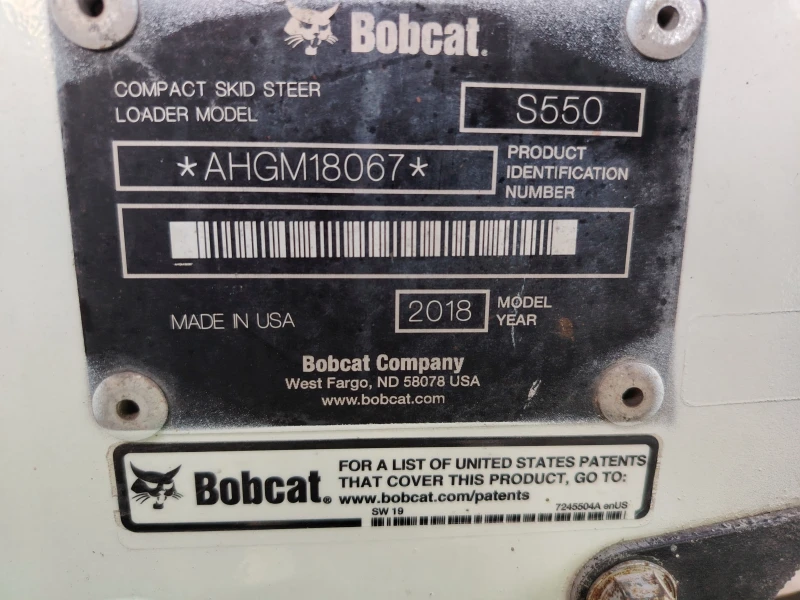 Bobcat.
COMPACT SKID STEER
LOADER MODEL
S550
*AHGM18067*
PRODUCT
IDENTIFICATION
NUMBER
MADE IN USA
2018
MODEL
YEAR
Bobcat Company
West Fargo, ND 58078 USA
www.bobcat.com
Bobcat®
FOR A LIST OF UNITED STATES PATENTS
THAT COVER THIS PRODUCT, GO TO:
www.bobcat.com/patents
SW 19
7245504A enUS